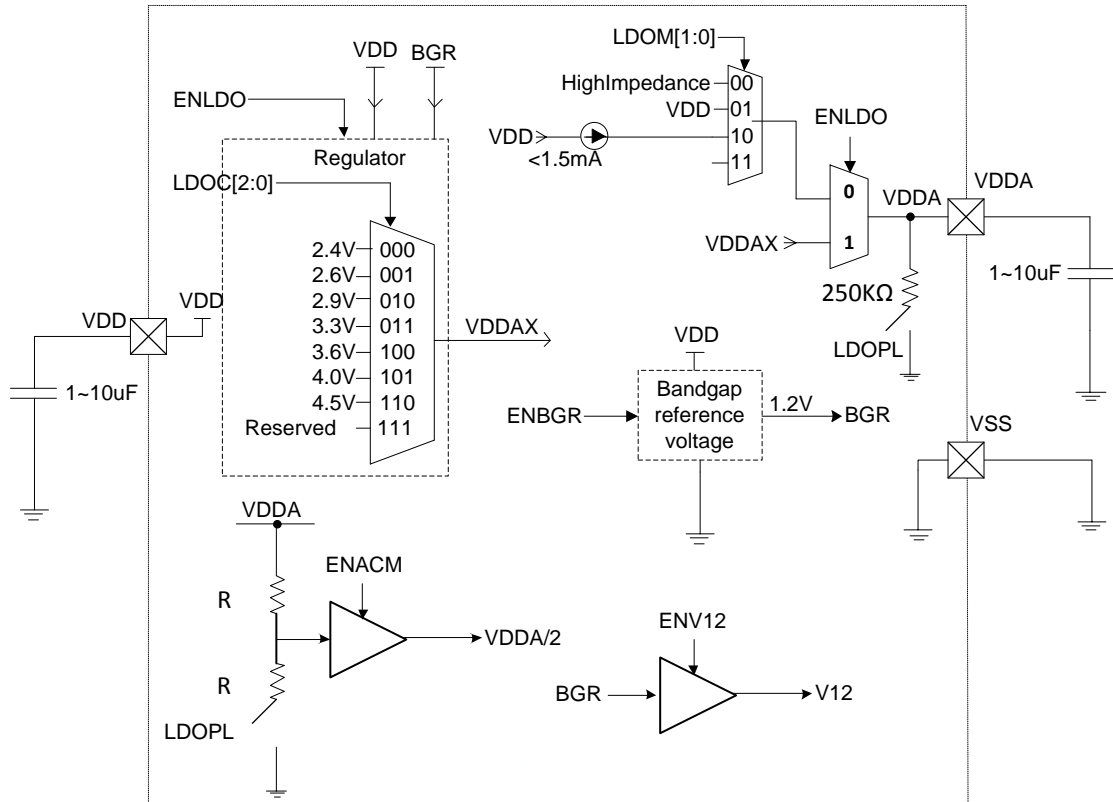 LDOM[1:0]
VDD
BGR
HighImpedance
00
ENLDO
VDD
01
ENLDO
VDD
10
<1.5mA
11
Regulator
LDOC[2:0]
0
VDDA
VDDA
VDDAX
1
2.4V
000
2.6V
001
2.9V
010
3.3V
011
3.6V
100
4.0V
101
4.5V
110
Reserved
111
VDDAX
250KΩ
1~10uF
LDOPL
VDD
VDD
1~10uF
VDD
Bandgap
reference
voltage
ENBGR
1.2V
BGR
VSS
VDDA
ENACM
R
VDDA/2
R
LDOPL
ENV12
BGR
V12